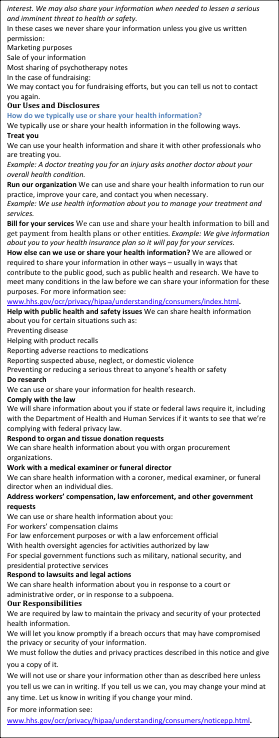 interest. We may also share your information when needed to lessen a serious
and imminent threat to health or safety.
In these cases we never share your information unless you give us written
permission:
Marketing purposes
Sale of your information
Most sharing of psychotherapy notes
In the case of fundraising:
We may contact you for fundraising efforts, but you can tell us not to contact
you again.
Our Uses and Disclosures
How do we typically use or share your health information?
We typically use or share your health information in the following ways.
Treat you
We can use your health information and share it with other professionals who
are treating you.
Example: A doctor treating you for an injury asks another doctor about your
overall health condition.
Run our organization We can use and share your health information to run our
practice, improve your care, and contact you when necessary.
Example: We use health information about you to manage your treatment and
services.
Bill for your services We can use and share your health information to bill and
get payment from health plans or other entities. Example: We give information
about you to your health insurance plan so it will pay for your services.
How else can we use or share your health information? We are allowed or
required to share your information in other ways – usually in ways that
contribute to the public good, such as public health and research. We have to
meet many conditions in the law before we can share your information for these
purposes. For more information see:
www.hhs.gov/ocr/privacy/hipaa/understanding/consumers/index.html.
Help with public health and safety issues We can share health information
about you for certain situations such as:
Preventing disease
Helping with product recalls
Reporting adverse reactions to medications
Reporting suspected abuse, neglect, or domestic violence
Preventing or reducing a serious threat to anyone's health or safety
Do research
We can use or share your information for health research.
Comply with the law
We will share information about you if state or federal laws require it, including
with the Department of Health and Human Services if it wants to see that we're
complying with federal privacy law.
Respond to organ and tissue donation requests
We can share health information about you with organ procurement
organizations.
Work with a medical examiner or funeral director
We can share health information with a coroner, medical examiner, or funeral
director when an individual dies.
Address workers' compensation, law enforcement, and other government
requests
We can use or share health information about you:
For workers' compensation claims
For law enforcement purposes or with a law enforcement official
With health oversight agencies for activities authorized by law
For special government functions such as military, national security, and
presidential protective services
Respond to lawsuits and legal actions
We can share health information about you in response to a court or
administrative order, or in response to a subpoena.
Our Responsibilities
We are required by law to maintain the privacy and security of your protected
health information.
We will let you know promptly if a breach occurs that may have compromised
the privacy or security of your information.
We must follow the duties and privacy practices described in this notice and give
you a copy of it.
We will not use or share your information other than as described here unless
you tell us we can in writing. If you tell us we can, you may change your mind at
any time. Let us know in writing if you change your mind.
For more information see:
www.hhs.gov/ocr/privacy/hipaa/understanding/consumers/noticepp.html.